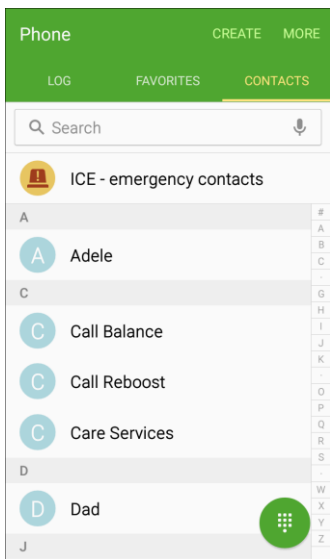 Phone CREATE MORE
LOG FAVORITES CONTACTS
Search
ICE - emergency contacts
A
A Adele
C
C Call Balance
C Call Reboost
C Care Services
D
D Dad
J
#
A
B
C
·
G
H
I
J
K
·
O
P
Q
R
S
·
W
X
Y
Z